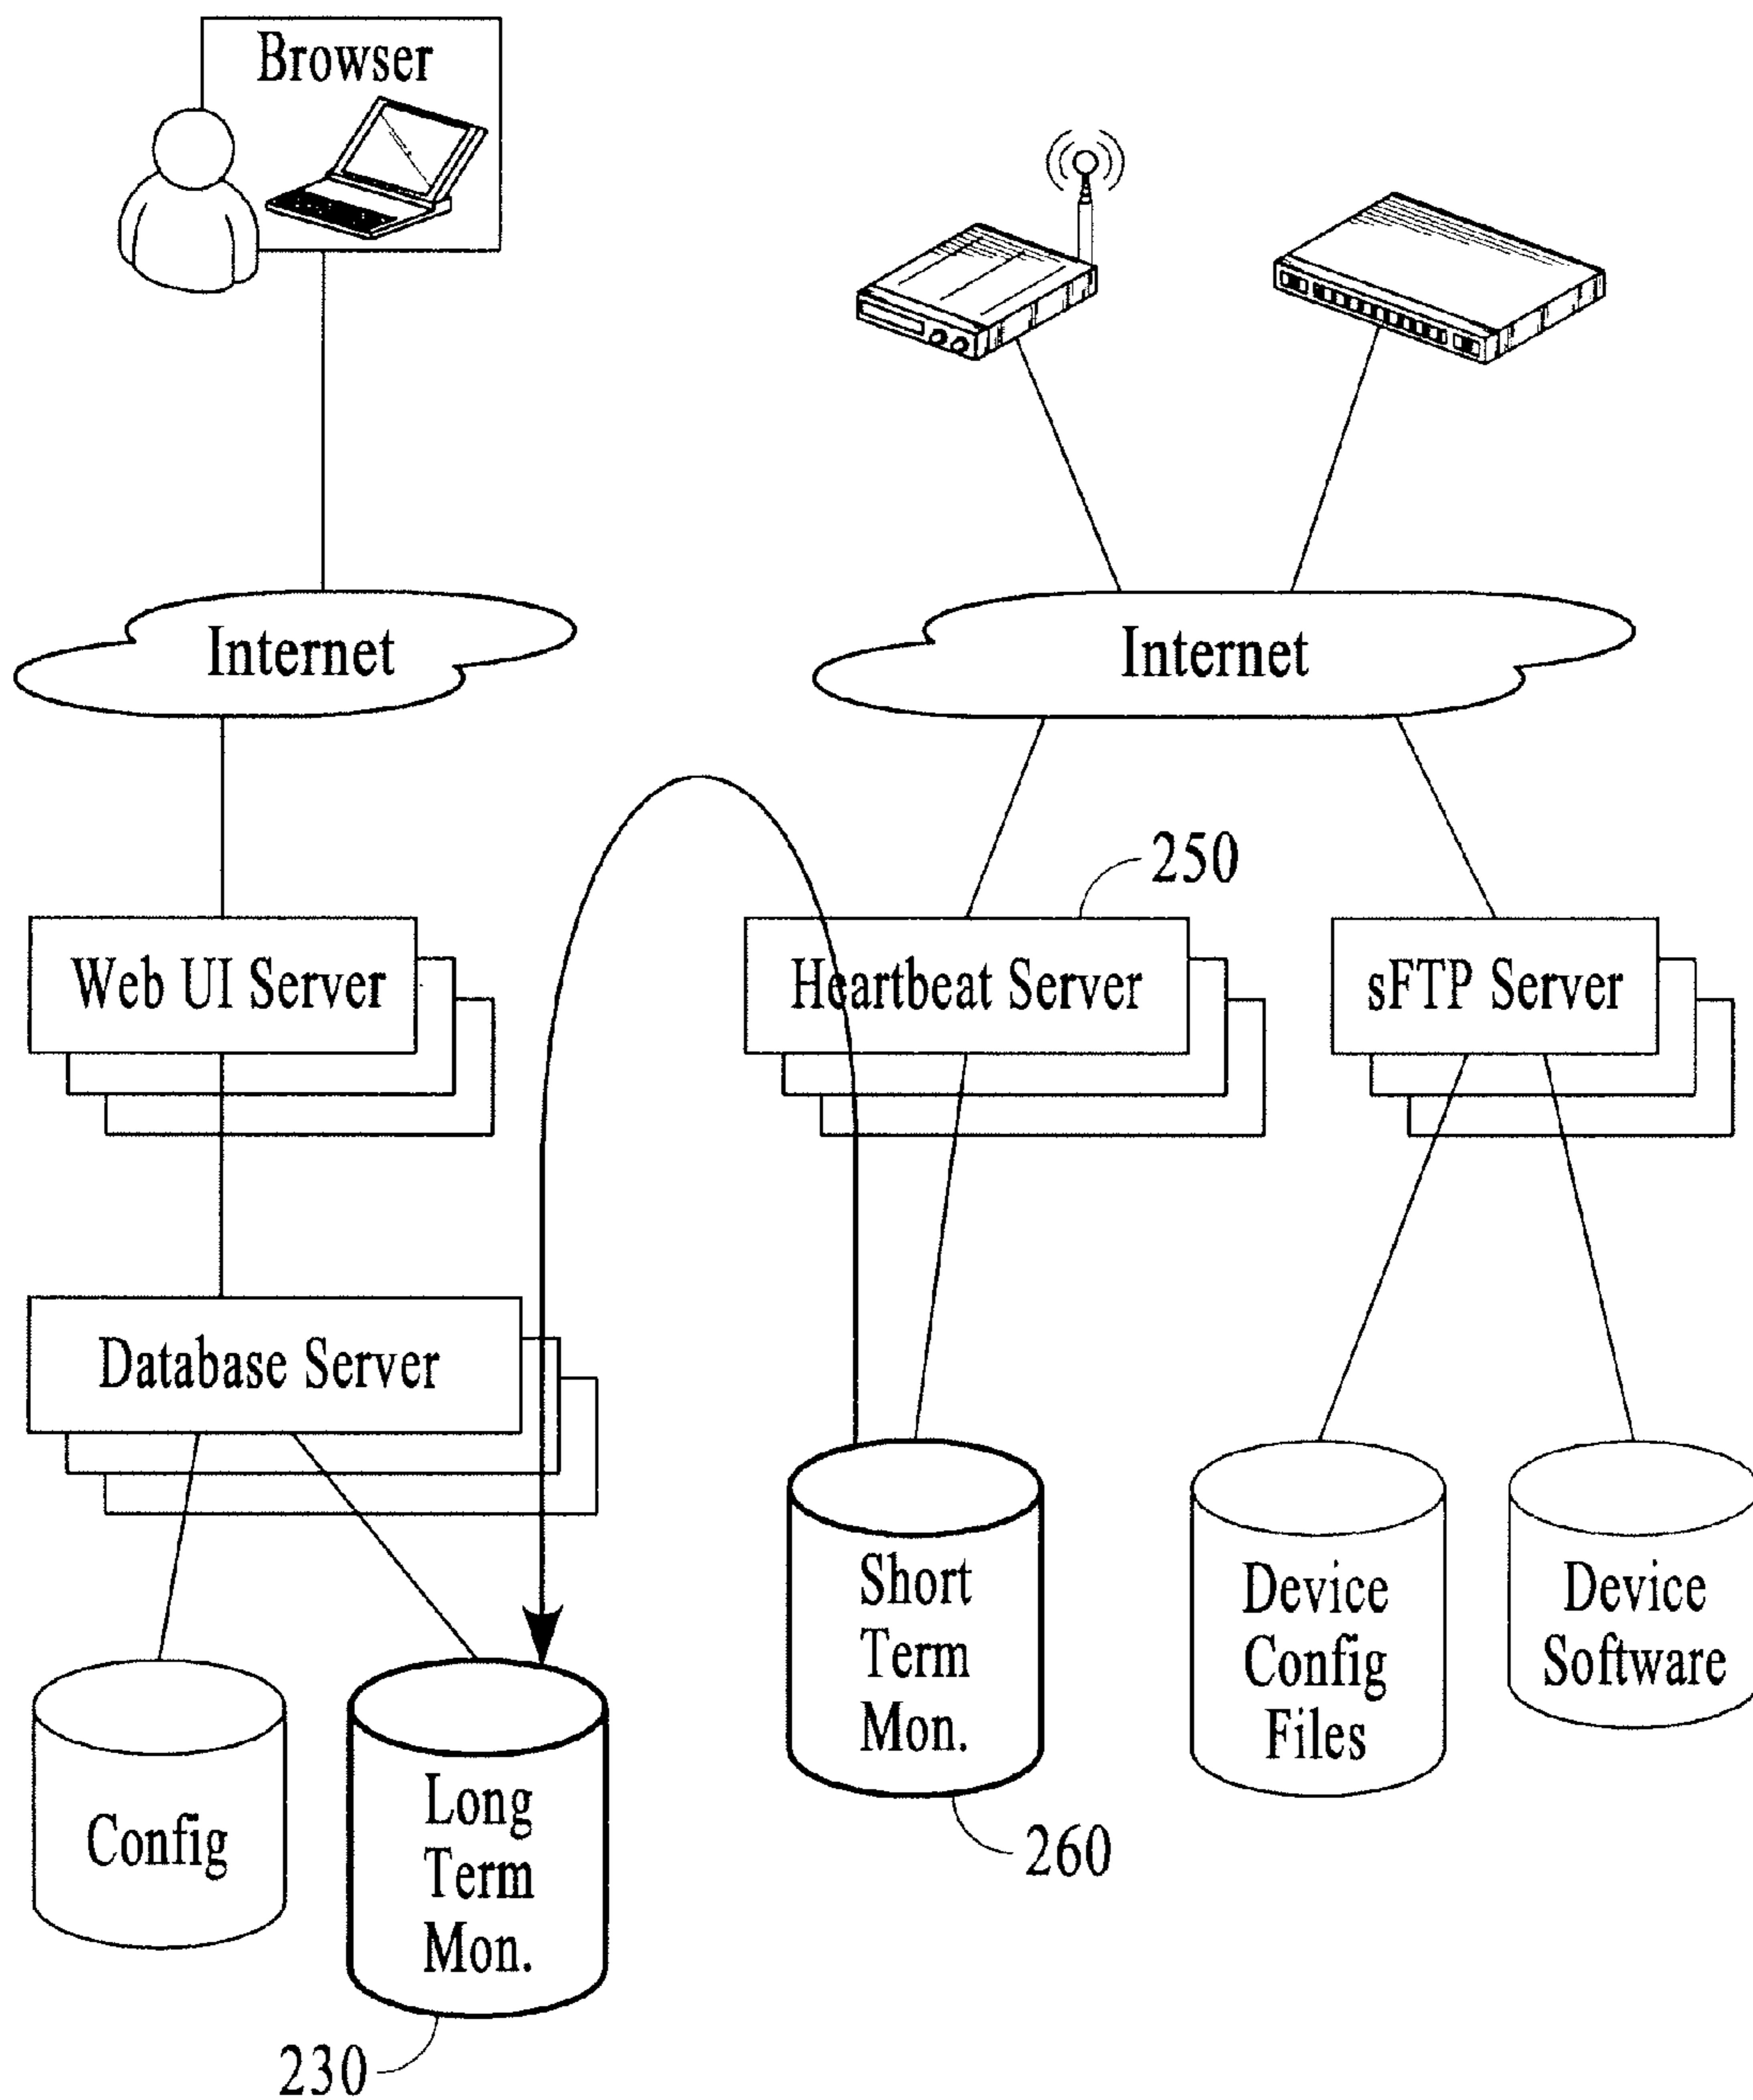 Browser
Internet
Internet
250
Web UI Server
Heartbeat Server
sFTP Server
Database Server
Short
Term
Mon.
Device
Config
Files
Device
Software
Config
Long
Term
Mon.
260
230